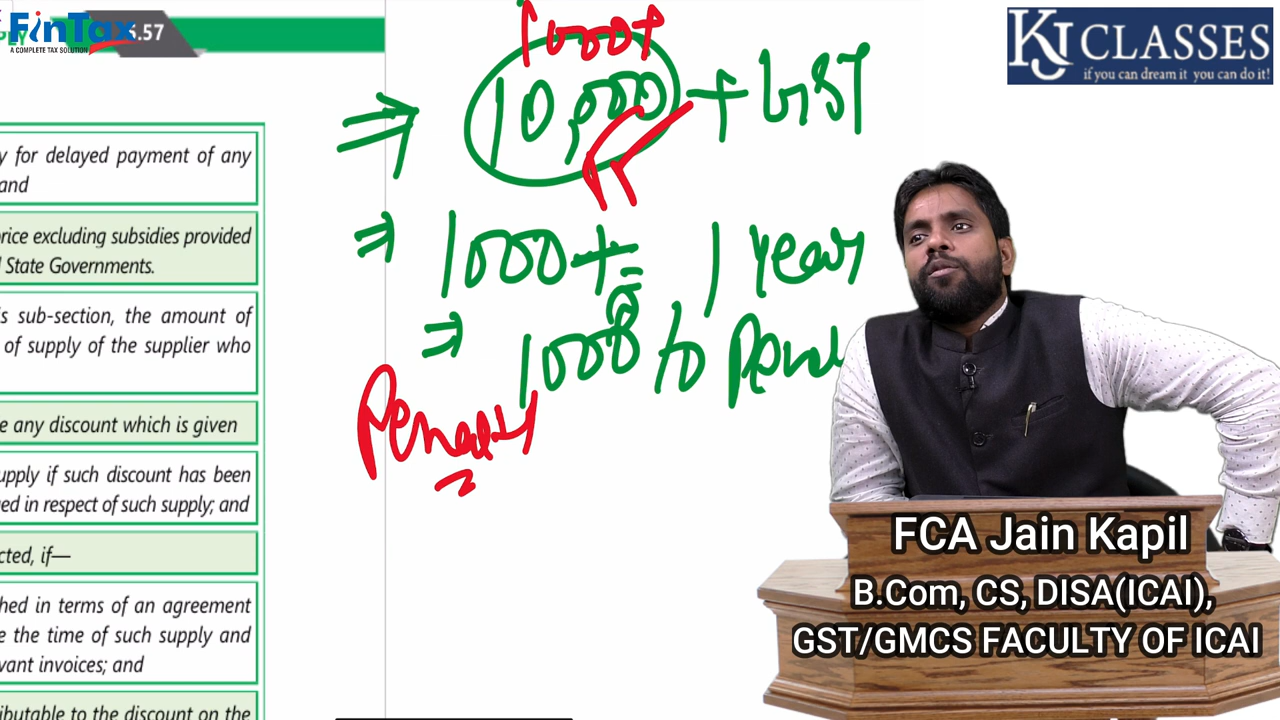 FinTax
A COMPLETE TAX SOLUTION
.57
y for delayed payment of any
and
rice excluding subsidies provided
State Governments.
is sub-section, the amount of
of supply of the supplier who
e any discount which is given
upply if such discount has been
ed in respect of such supply; and
cted, if—
hed in terms of an agreement
e the time of such supply and
vant invoices; and
ibutable to the discount on the
1000+
⇒ 10,000 + GST
⇒ 1000+ 1 year
⇒ 1000 to Penal
Penalty
KJ CLASSES
if you can dream it you can do it!
FCA Jain Kapil
B.Com, CS, DISA(ICAI),
GST/GMCS FACULTY OF ICAI